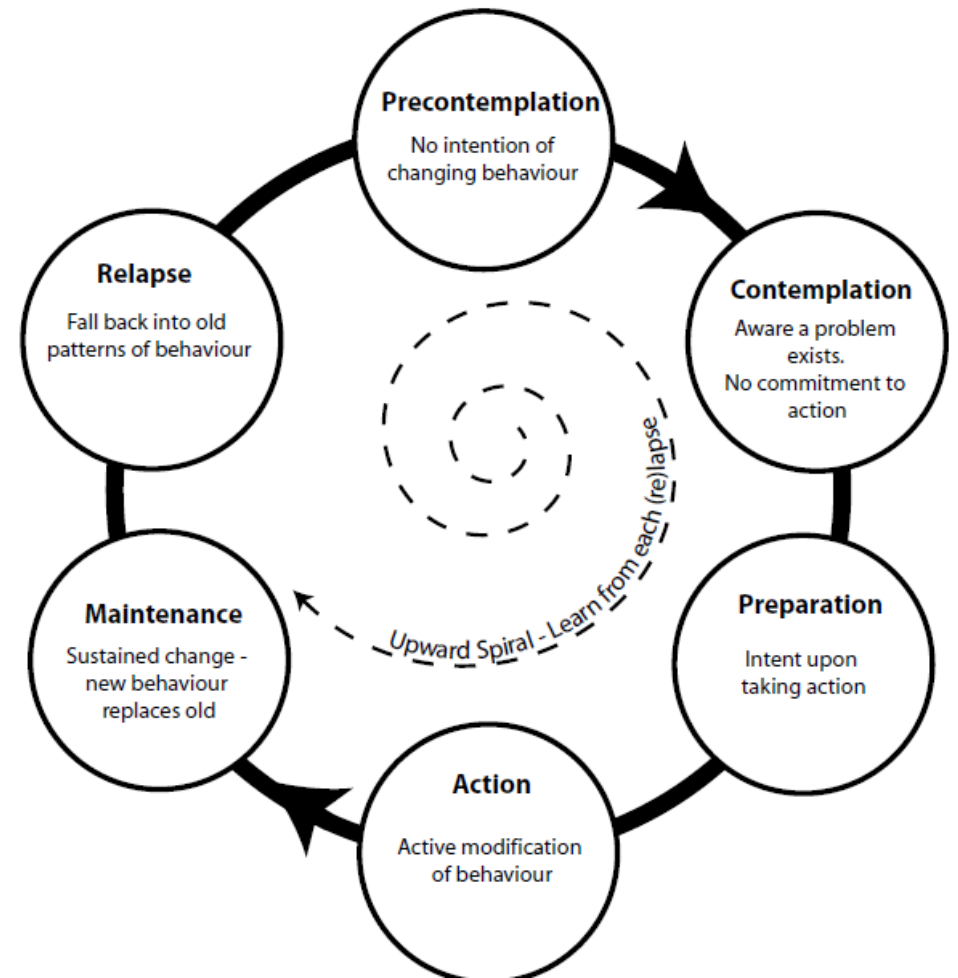 Precontemplation
No intention of
changing behaviour
Contemplation
Aware a problem
exists.
No commitment to
action
Preparation
Intent upon
taking action
Action
Active modification
of behaviour
Maintenance
Sustained change -
new behaviour
replaces old
Relapse
Fall back into old
patterns of behaviour
Upward Spiral - Learn from each (re)lapse